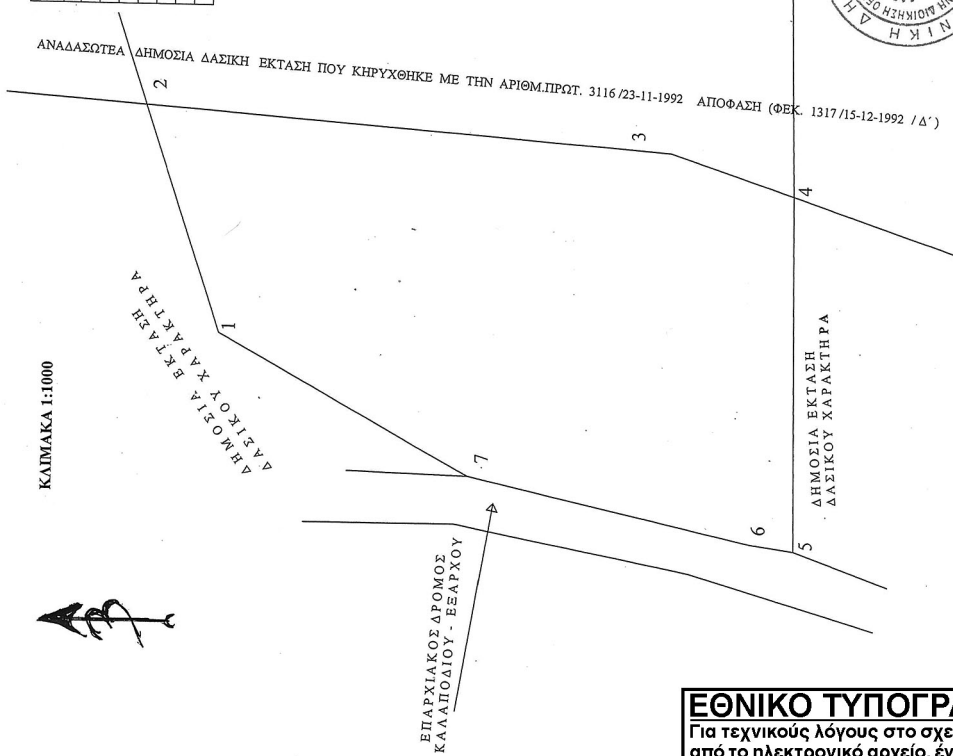 ΑΝΑΔΑΣΩΤΕΑ ΔΗΜΟΣΙΑ ΔΑΣΙΚΗ ΕΚΤΑΣΗ ΠΟΥ ΚΗΡΥΧΘΗΚΕ ΜΕ ΤΗΝ ΑΡΙΘΜ.ΠΡΩΤ. 3116/23-11-1992 ΑΠΟΦΑΣΗ (ΦΕΚ. 1317/15-12-1992 /Δ΄)
2
3
4
1
ΔΗΜΟΣΙΑ ΕΚΤΑΣΗ
ΔΑΣΙΚΟΥ ΧΑΡΑΚΤΗΡΑ
ΚΛΙΜΑΚΑ 1:1000
7
6
5
ΔΗΜΟΣΙΑ ΕΚΤΑΣΗ
ΔΑΣΙΚΟΥ ΧΑΡΑΚΤΗΡΑ
ΕΠΑΡΧΙΑΚΟΣ ΔΡΟΜΟΣ
ΚΑΛΑΠΟΔΙΟΥ - ΕΞΑΡΧΟΥ
ΕΘΝΙΚΟ ΤΥΠΟΓΡΑ
Για τεχνικούς λόγους στο σχε
από το ηλεκτρονικό αρχείο, έν